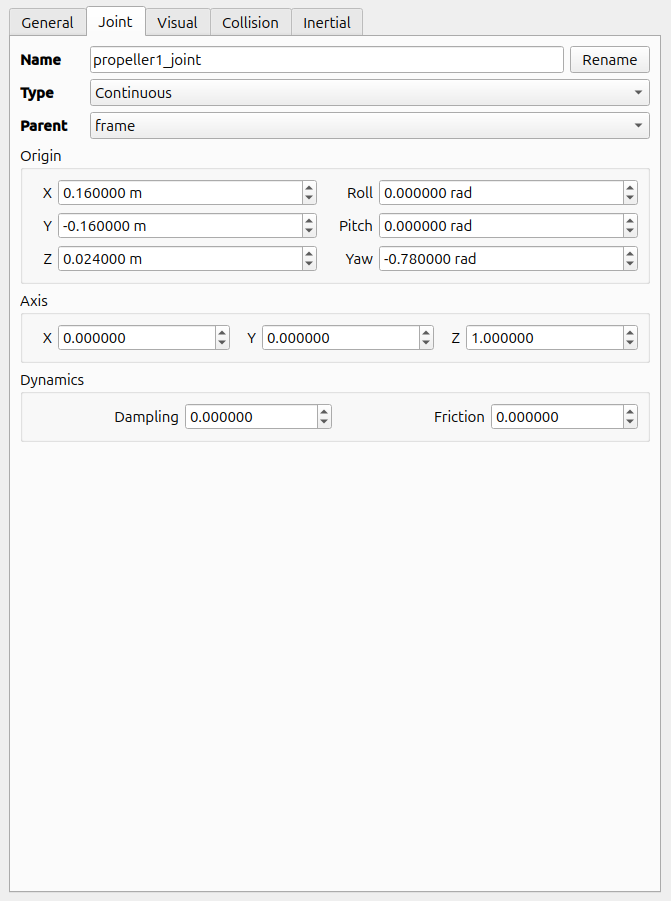 General Joint Visual Collision Inertial
Name propeller1_joint Rename
Type Continuous
Parent frame
Origin
X 0.160000 m Roll 0.000000 rad
Y -0.160000 m Pitch 0.000000 rad
Z 0.024000 m Yaw -0.780000 rad
Axis
X 0.000000 Y 0.000000 Z 1.000000
Dynamics
Dampling 0.000000 Friction 0.000000